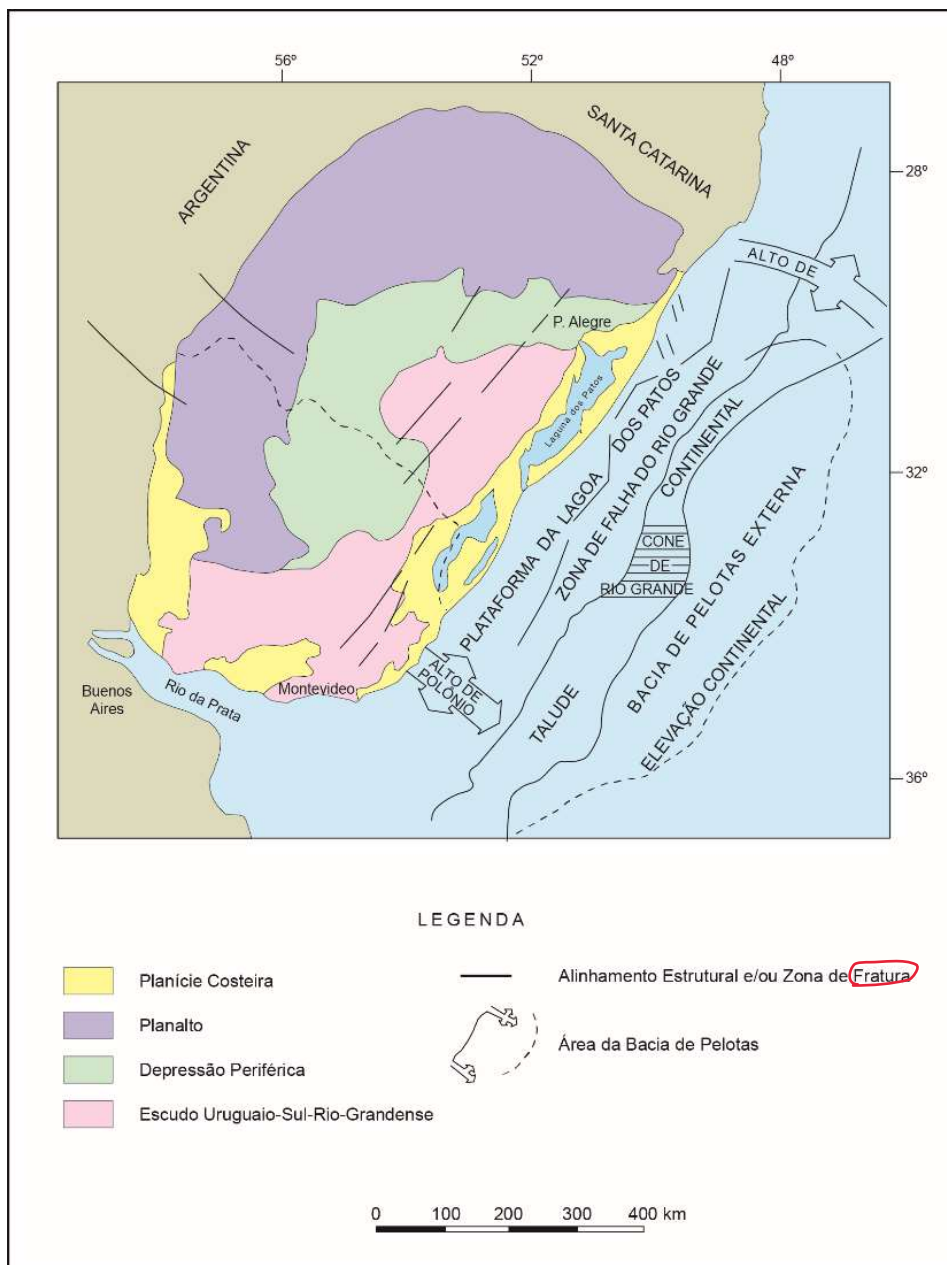 56º
52º
48º
SANTA CATARINA
ARGENTINA
28º
ALTO DE
P. Alegre
Laguna dos Patos
PLATAFORMA DA LAGOA DOS PATOS
ZONA DE FALHA DO RIO GRANDE
CONTINENTAL
32º
CONE
DE
RIO GRANDE
BACIA DE PELOTAS EXTERNA
ELEVAÇÃO CONTINENTAL
TALUDE
ALTO DE
POLÔNIO
Montevideo
Buenos
Aires
Rio da Prata
36º
LEGENDA
Planície Costeira
Planalto
Depressão Periférica
Escudo Uruguaio-Sul-Rio-Grandense
Alinhamento Estrutural e/ou Zona de Fratura
Área da Bacia de Pelotas
0 100 200 300 400 km